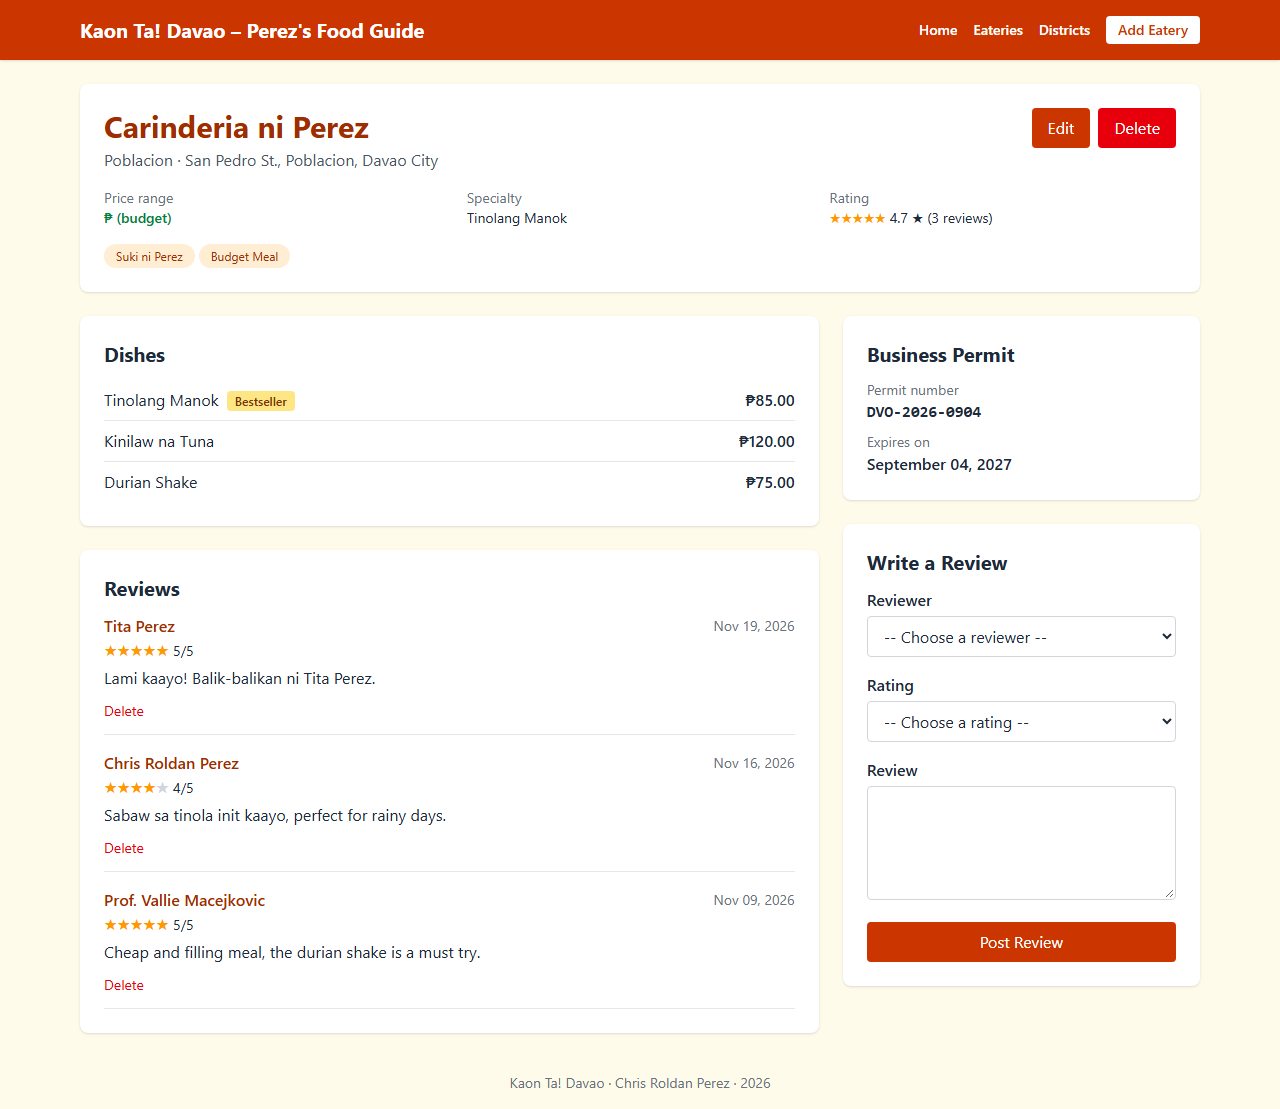 Kaon Ta! Davao – Perez's Food Guide
Home Eateries Districts Add Eatery
Carinderia ni Perez
Edit Delete
Poblacion · San Pedro St., Poblacion, Davao City
Price range Specialty Rating
₱ (budget) Tinolang Manok ★★★★★ 4.7 ★ (3 reviews)
Suki ni Perez Budget Meal
Dishes
Tinolang Manok Bestseller ₱85.00
Kinilaw na Tuna ₱120.00
Durian Shake ₱75.00
Reviews
Tita Perez Nov 19, 2026
★★★★★ 5/5
Lami kaayo! Balik-balikan ni Tita Perez.
Delete
Chris Roldan Perez Nov 16, 2026
★★★★★ 4/5
Sabaw sa tinola init kaayo, perfect for rainy days.
Delete
Prof. Vallie Macejkovic Nov 09, 2026
★★★★★ 5/5
Cheap and filling meal, the durian shake is a must try.
Delete
Business Permit
Permit number
DVO-2026-0904
Expires on
September 04, 2027
Write a Review
Reviewer
-- Choose a reviewer --
Rating
-- Choose a rating --
Review
Post Review
Kaon Ta! Davao · Chris Roldan Perez · 2026